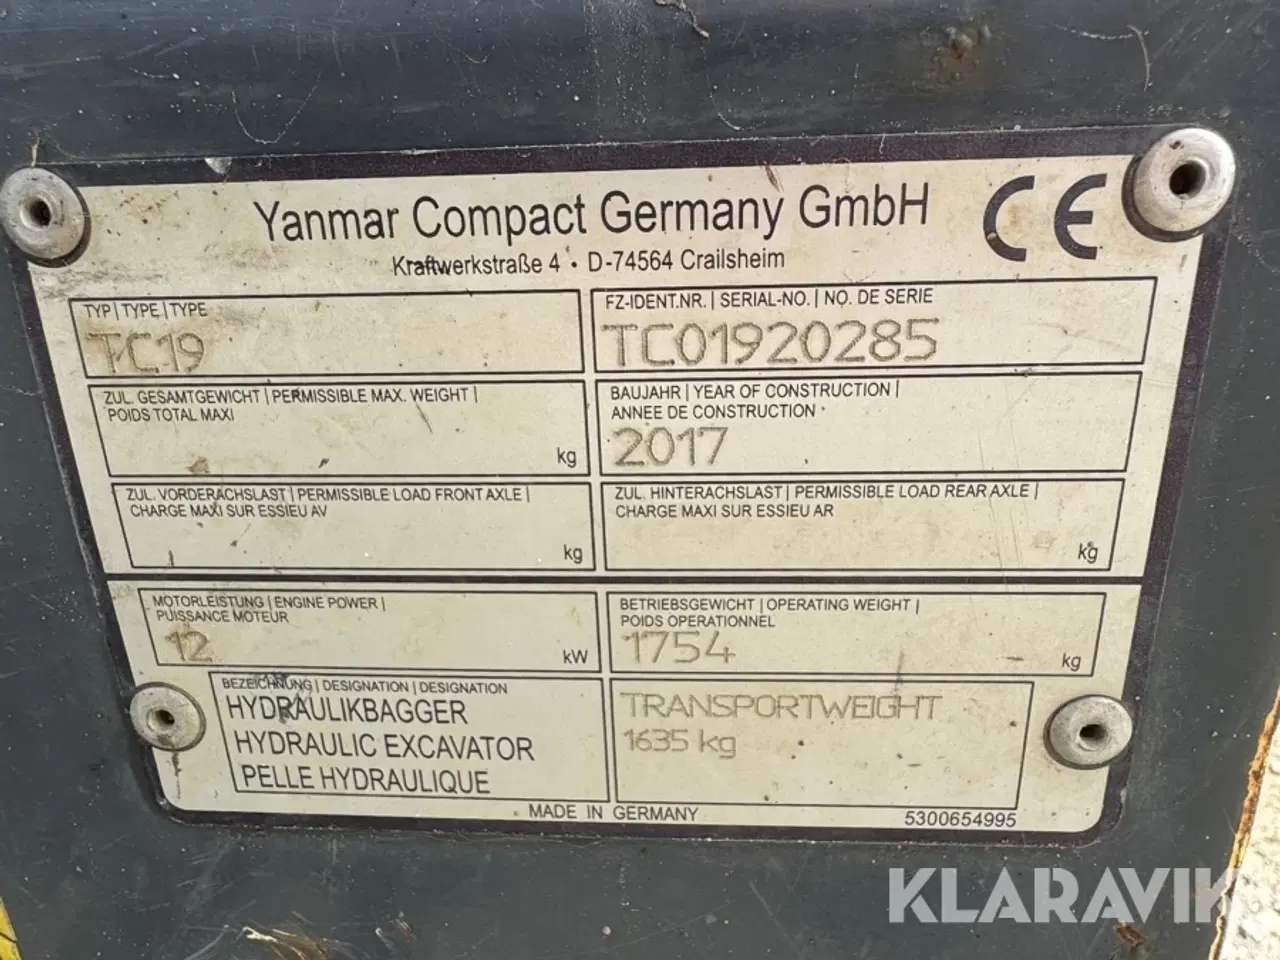 Yanmar Compact Germany GmbH
CE
Kraftwerkstraße 4 • D-74564 Crailsheim
TYP | TYPE | TYPE
TC19
FZ-IDENT.NR. | SERIAL-NO. | NO. DE SERIE
TC01920285
ZUL. GESAMTGEWICHT | PERMISSIBLE MAX. WEIGHT |
POIDS TOTAL MAXI
kg
BAUJAHR | YEAR OF CONSTRUCTION |
ANNEE DE CONSTRUCTION
2017
ZUL. VORDERACHSLAST | PERMISSIBLE LOAD FRONT AXLE |
CHARGE MAXI SUR ESSIEU AV
kg
ZUL. HINTERACHSLAST | PERMISSIBLE LOAD REAR AXLE |
CHARGE MAXI SUR ESSIEU AR
kg
MOTORLEISTUNG | ENGINE POWER |
PUISSANCE MOTEUR
12 kW
BETRIEBSGEWICHT | OPERATING WEIGHT |
POIDS OPERATIONNEL
1754 kg
BEZEICHNUNG | DESIGNATION | DESIGNATION
HYDRAULIKBAGGER
HYDRAULIC EXCAVATOR
PELLE HYDRAULIQUE
TRANSPORTWEIGHT
1635 kg
MADE IN GERMANY
5300654995
KLARAVIK